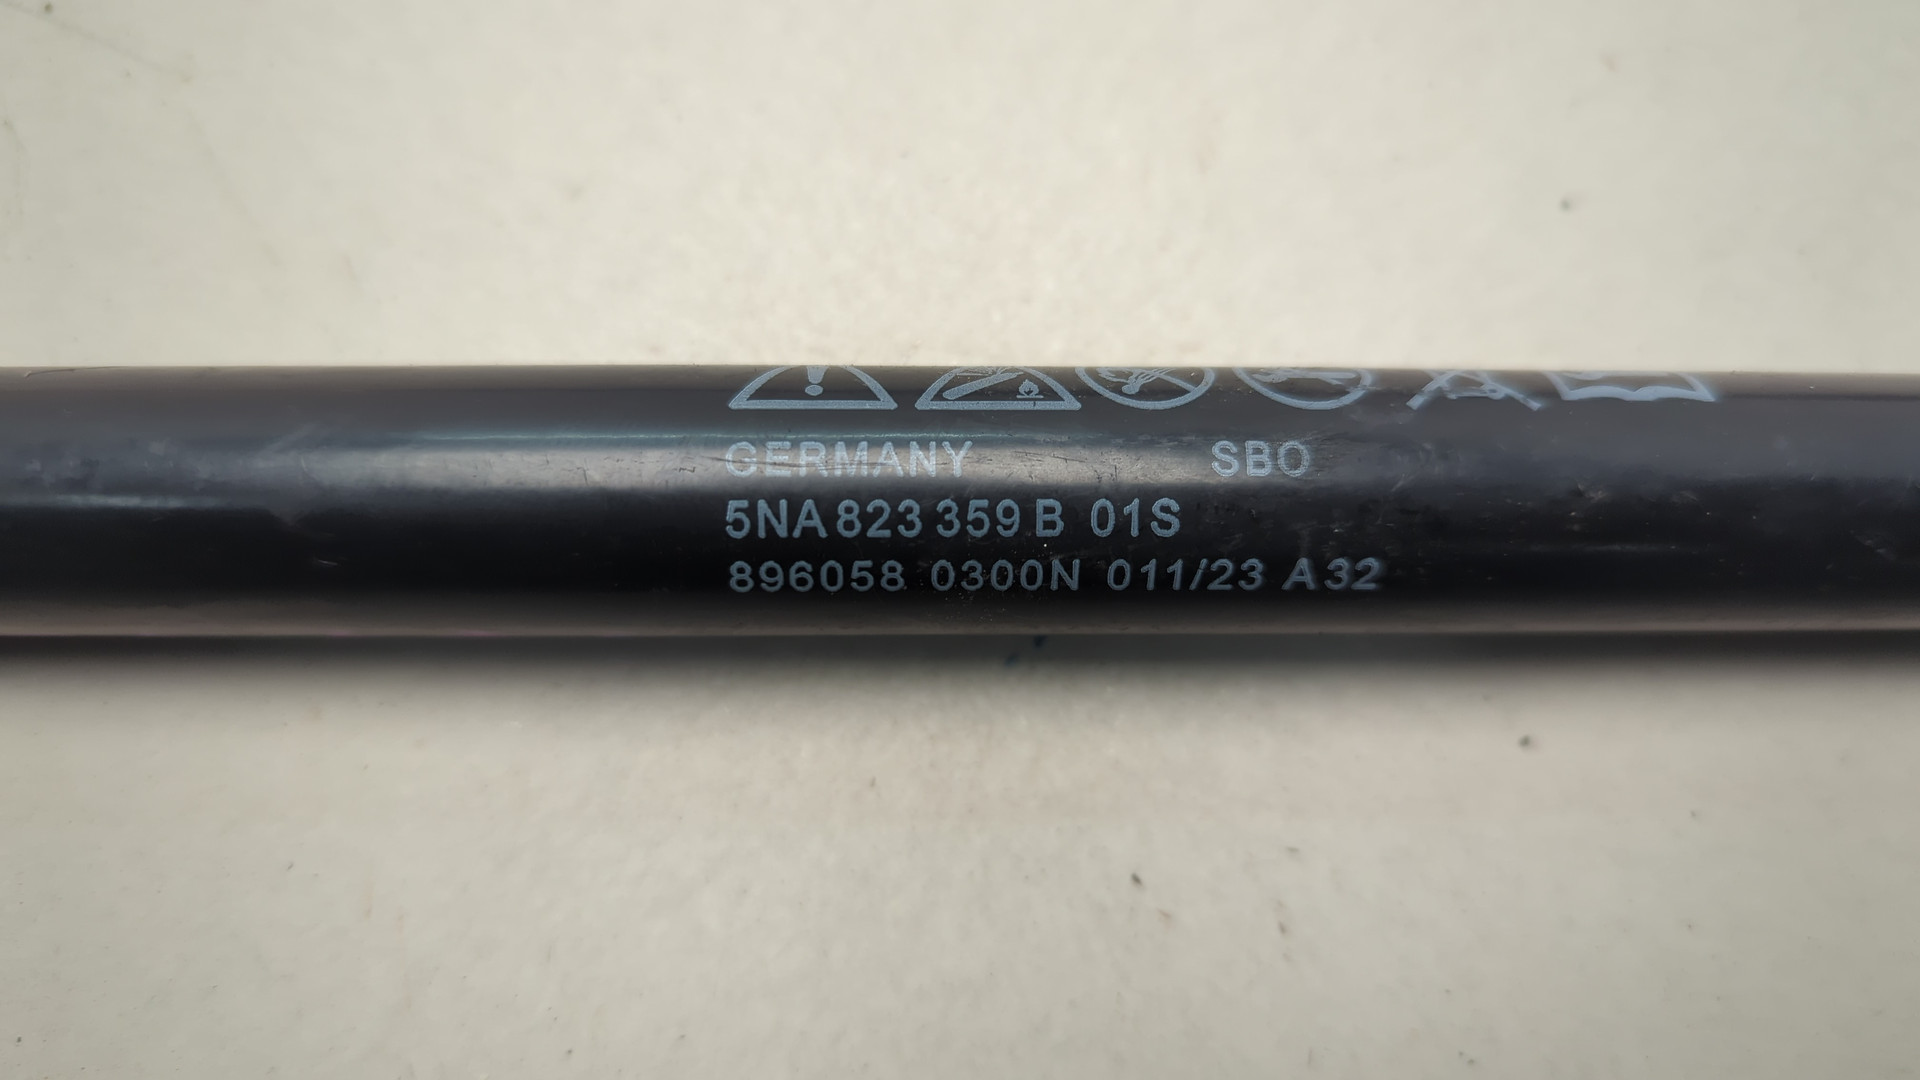 GERMANY SBO
5NA 823 359 B 01S
896058 0300N 011/23 A32